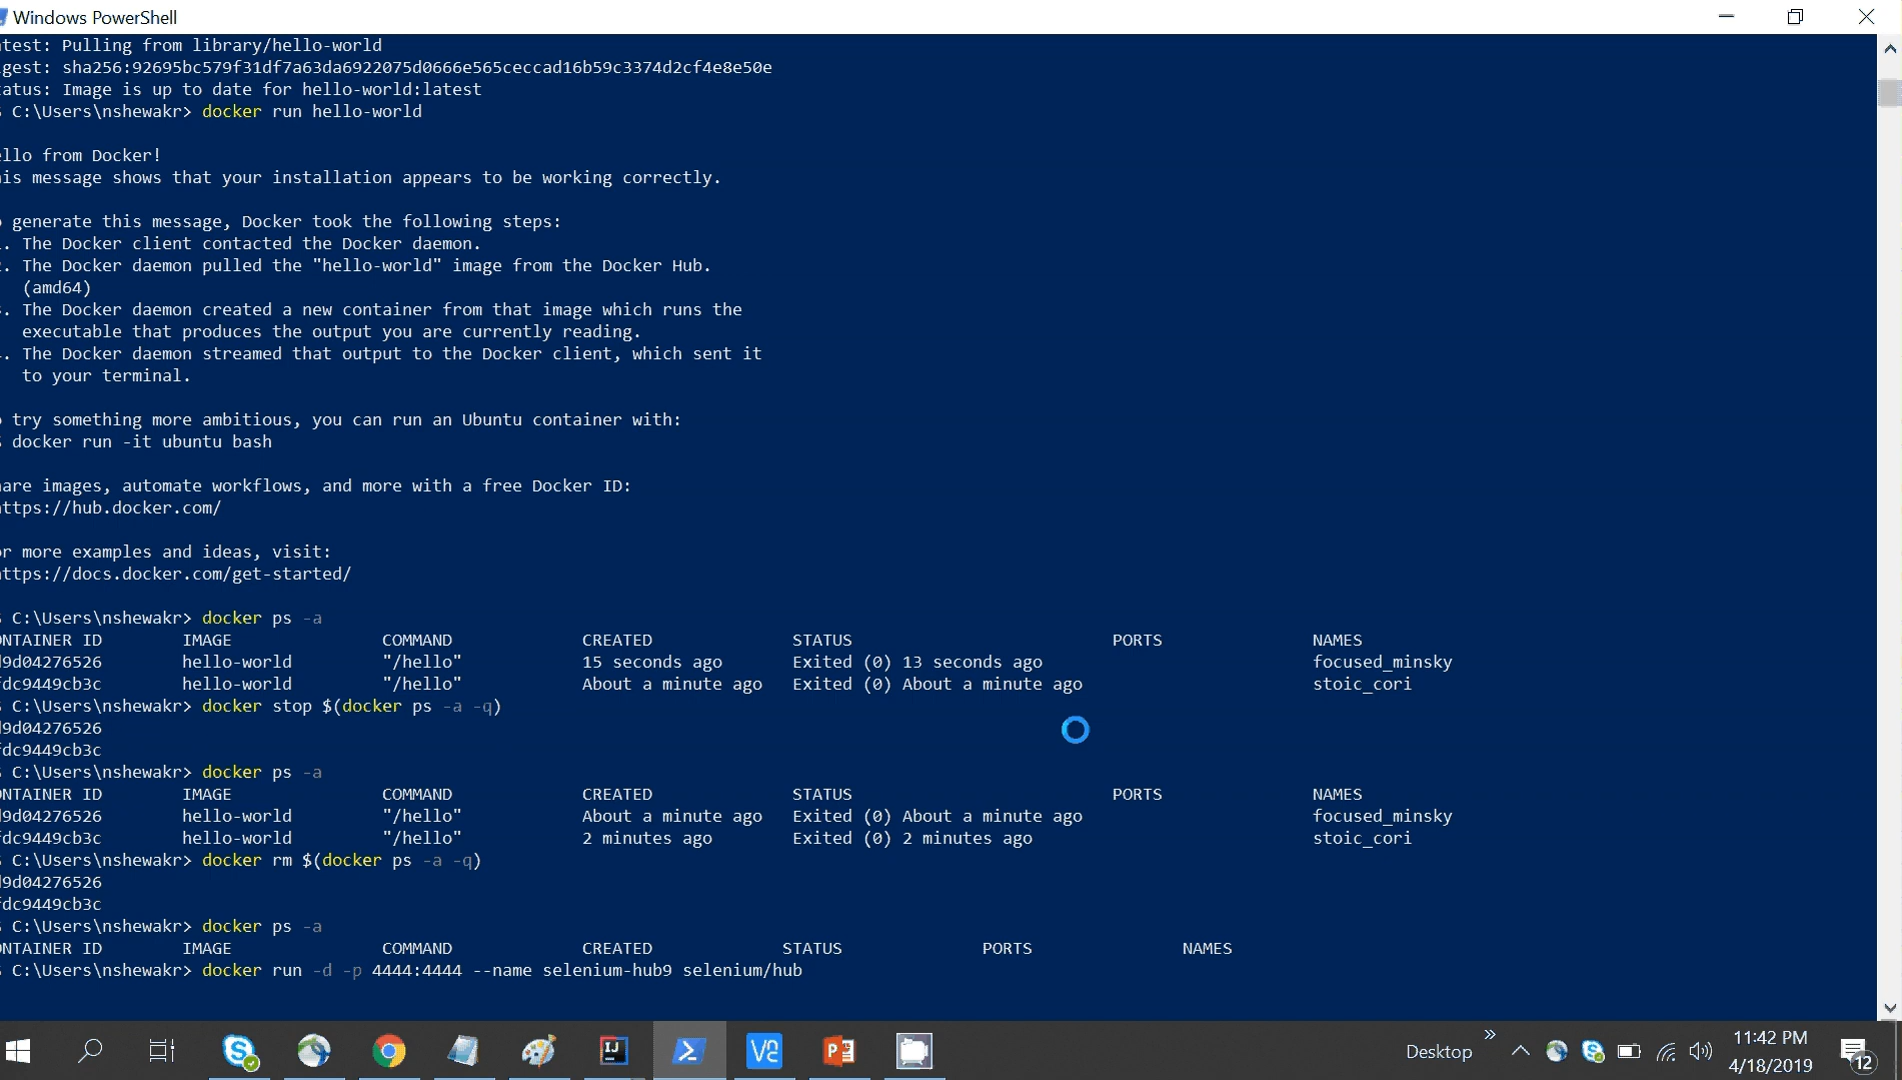 Windows PowerShell
test: Pulling from library/hello-world
gest: sha256:92695bc579f31df7a63da6922075d0666e565ceccad16b59c3374d2cf4e8e50e
atus: Image is up to date for hello-world:latest
C:\Users\nshewakr> docker run hello-world
llo from Docker!
is message shows that your installation appears to be working correctly.
generate this message, Docker took the following steps:
. The Docker client contacted the Docker daemon.
. The Docker daemon pulled the "hello-world" image from the Docker Hub.
(amd64)
. The Docker daemon created a new container from that image which runs the
executable that produces the output you are currently reading.
. The Docker daemon streamed that output to the Docker client, which sent it
to your terminal.
try something more ambitious, you can run an Ubuntu container with:
docker run -it ubuntu bash
are images, automate workflows, and more with a free Docker ID:
ttps://hub.docker.com/
r more examples and ideas, visit:
ttps://docs.docker.com/get-started/
C:\Users\nshewakr> docker ps -a
NTAINER ID IMAGE COMMAND CREATED STATUS PORTS NAMES
9d04276526 hello-world "/hello" 15 seconds ago Exited (0) 13 seconds ago focused_minsky
dc9449cb3c hello-world "/hello" About a minute ago Exited (0) About a minute ago stoic_cori
C:\Users\nshewakr> docker stop $(docker ps -a -q)
9d04276526
dc9449cb3c
C:\Users\nshewakr> docker ps -a
NTAINER ID IMAGE COMMAND CREATED STATUS PORTS NAMES
9d04276526 hello-world "/hello" About a minute ago Exited (0) About a minute ago focused_minsky
dc9449cb3c hello-world "/hello" 2 minutes ago Exited (0) 2 minutes ago stoic_cori
C:\Users\nshewakr> docker rm $(docker ps -a -q)
9d04276526
dc9449cb3c
C:\Users\nshewakr> docker ps -a
NTAINER ID IMAGE COMMAND CREATED STATUS PORTS NAMES
C:\Users\nshewakr> docker run -d -p 4444:4444 --name selenium-hub9 selenium/hub
Desktop
11:42 PM
4/18/2019
12